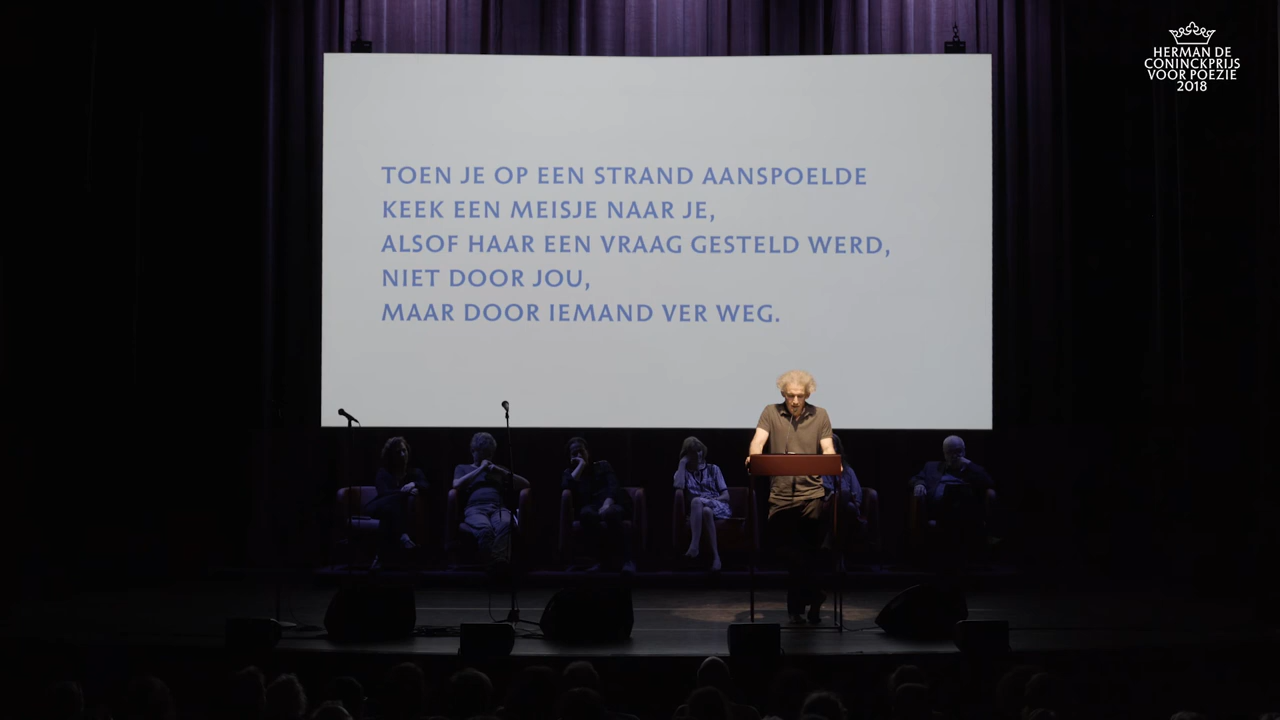 HERMAN DE
CONINCKPRIJS
VOOR POEZIE
2018
TOEN JE OP EEN STRAND AANSPOELDE
KEEK EEN MEISJE NAAR JE,
ALSOF HAAR EEN VRAAG GESTELD WERD,
NIET DOOR JOU,
MAAR DOOR IEMAND VER WEG.